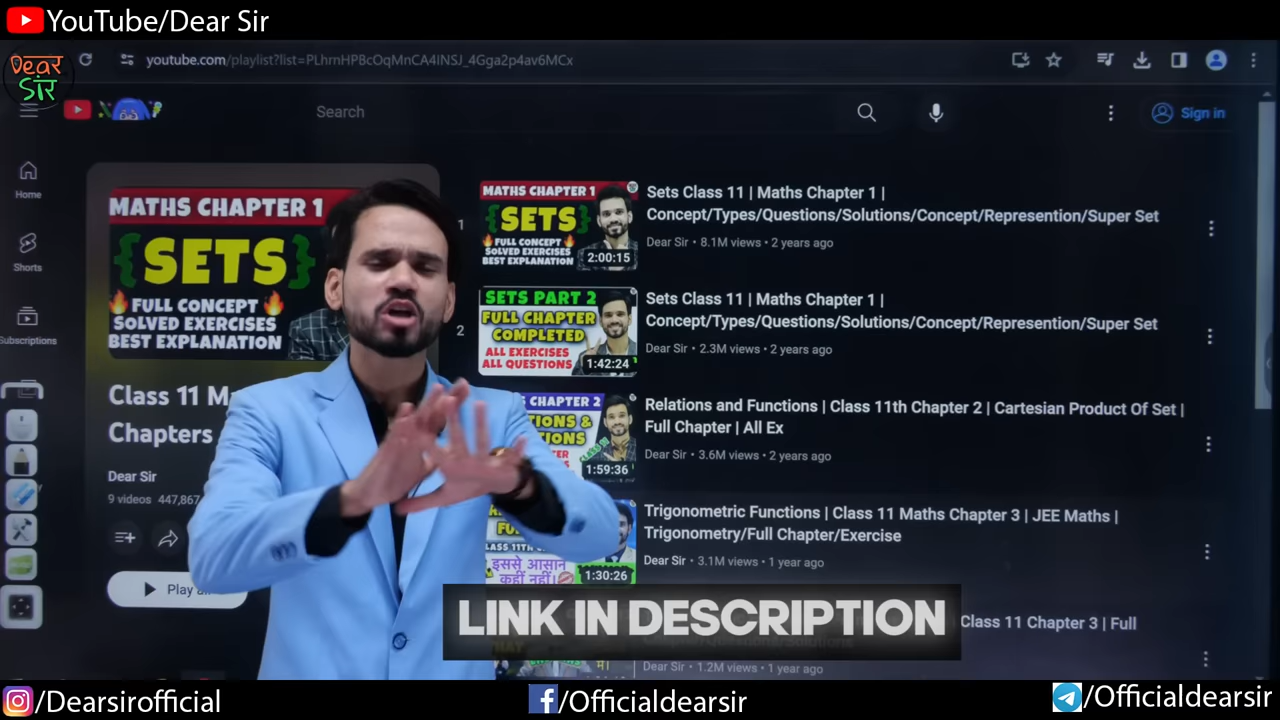 YouTube/Dear Sir
youtube.com/playlist?list=PLhrnHPBcOqMnCA4INSJ_4Gga2p4av6MCx
डिअर
सर
Search
Sign in
Home
Shorts
Subscriptions
MATHS CHAPTER 1
{SETS}
FULL CONCEPT
SOLVED EXERCISES
BEST EXPLANATION
Class 11 M
Chapters
Dear Sir
9 videos 447,867
Play
1
MATHS CHAPTER 1
{SETS}
FULL CONCEPT
SOLVED EXERCISES
BEST EXPLANATION
2:00:15
Sets Class 11 | Maths Chapter 1 |
Concept/Types/Questions/Solutions/Concept/Represention/Super Set
Dear Sir • 8.1M views • 2 years ago
2
SETS PART 2
FULL CHAPTER
COMPLETED
ALL EXERCISES
ALL QUESTIONS
1:42:24
Sets Class 11 | Maths Chapter 1 |
Concept/Types/Questions/Solutions/Concept/Represention/Super Set
Dear Sir • 2.3M views • 2 years ago
CHAPTER 2
TIONS &
1:59:36
Relations and Functions | Class 11th Chapter 2 | Cartesian Product Of Set |
Full Chapter | All Ex
Dear Sir • 3.6M views • 2 years ago
इससे आसान
कहीं नहीं।
1:30:26
Trigonometric Functions | Class 11 Maths Chapter 3 | JEE Maths |
Trigonometry/Full Chapter/Exercise
Dear Sir • 3.1M views • 1 year ago
LINK IN DESCRIPTION
Class 11 Chapter 3 | Full
Dear Sir • 1.2M views • 1 year ago
/Dearsirofficial
/Officialdearsir
/Officialdearsir